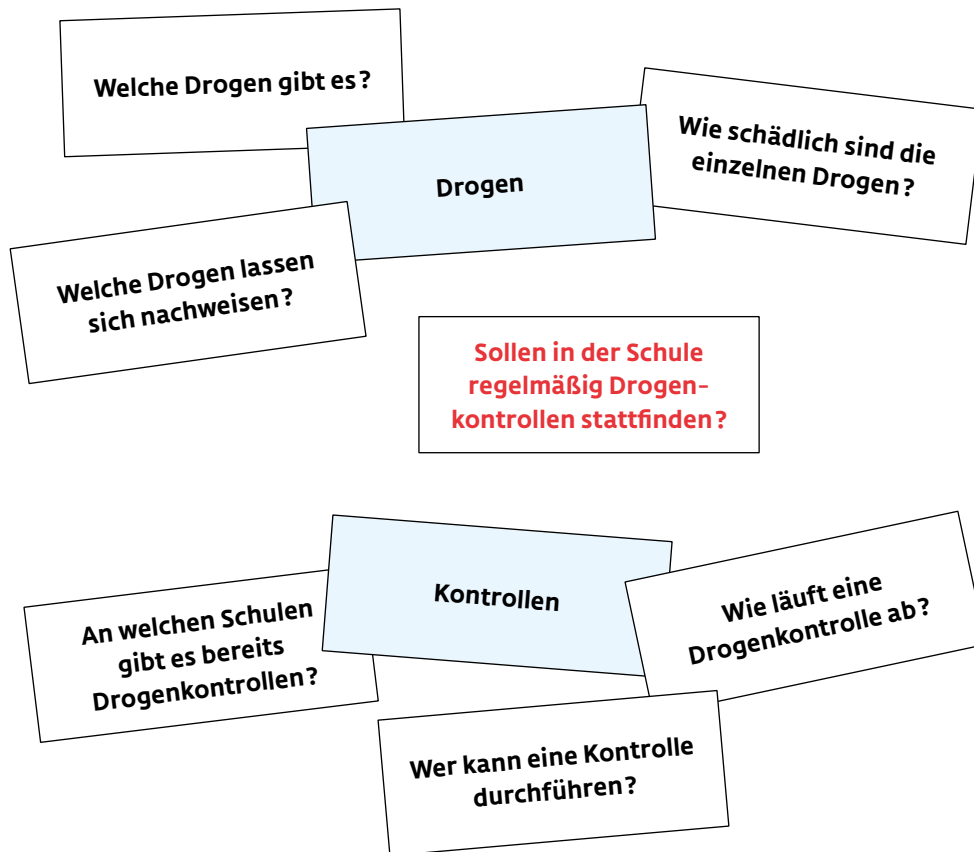 Welche Drogen gibt es?
Wie schädlich sind die
einzelnen Drogen?
Drogen
Welche Drogen lassen
sich nachweisen?
Sollen in der Schule
regelmäßig Drogen-
kontrollen stattfinden?
Kontrollen
An welchen Schulen
gibt es bereits
Drogenkontrollen?
Wie läuft eine
Drogenkontrolle ab?
Wer kann eine Kontrolle
durchführen?